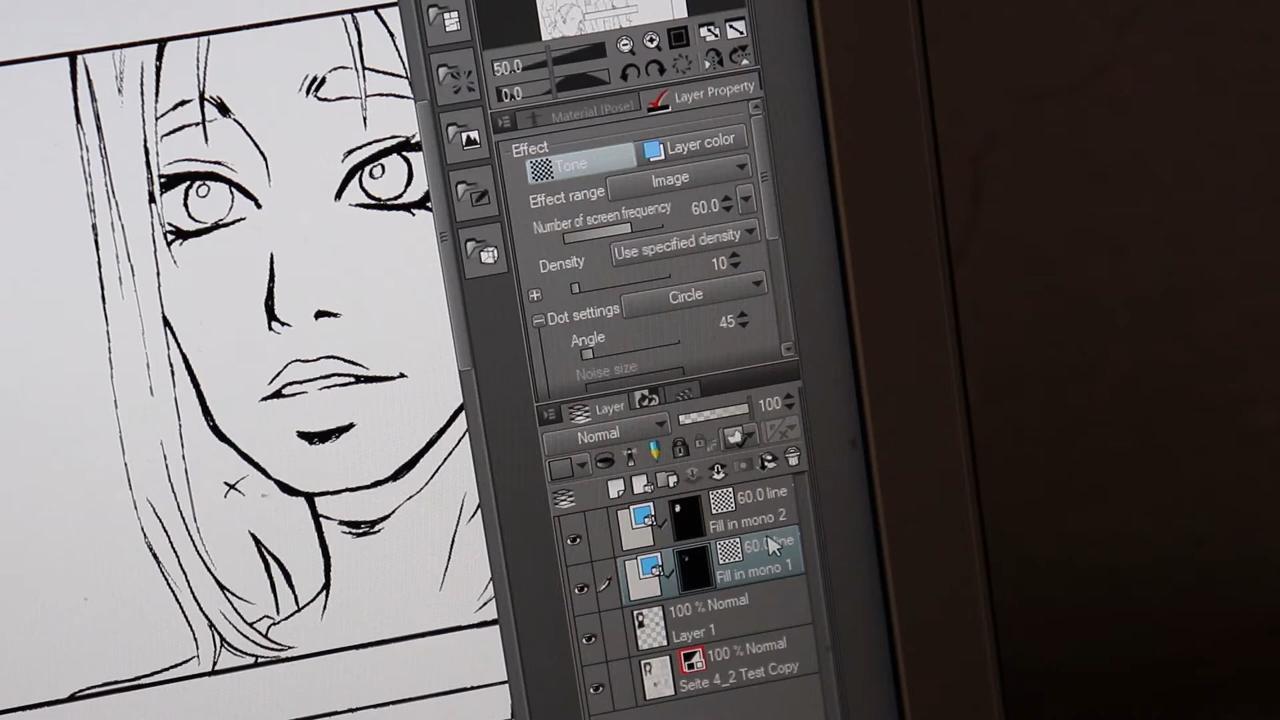 50.0
0.0
Material [Pose]
Layer Property
Effect
Tone
Layer color
Effect range
Image
Number of screen frequency
60.0
Density
Use specified density
10
Dot settings
Circle
Angle
45
Noise size
Layer
100
Normal
60.0 line
Fill in mono 2
60.0 line
Fill in mono 1
100 % Normal
Layer 1
100 % Normal
Seite 4_2 Test Copy